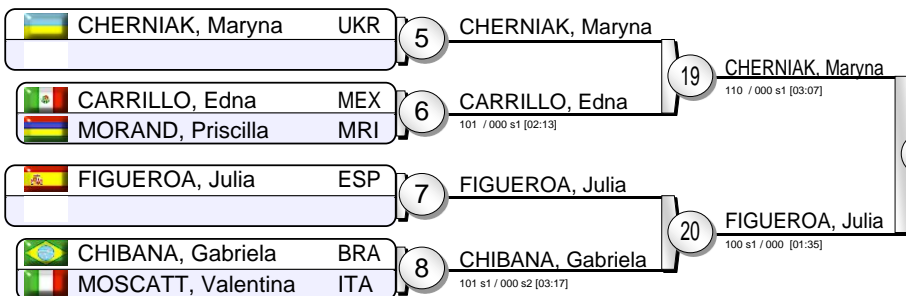 CHERNIAK, Maryna UKR
5
CHERNIAK, Maryna
19
CHERNIAK, Maryna
110 / 000 s1 [03:07]
CARRILLO, Edna MEX
MORAND, Priscilla MRI
6
CARRILLO, Edna
101 / 000 s1 [02:13]
FIGUEROA, Julia ESP
7
FIGUEROA, Julia
20
FIGUEROA, Julia
100 s1 / 000 [01:35]
CHIBANA, Gabriela BRA
MOSCATT, Valentina ITA
8
CHIBANA, Gabriela
101 s1 / 000 s2 [03:17]